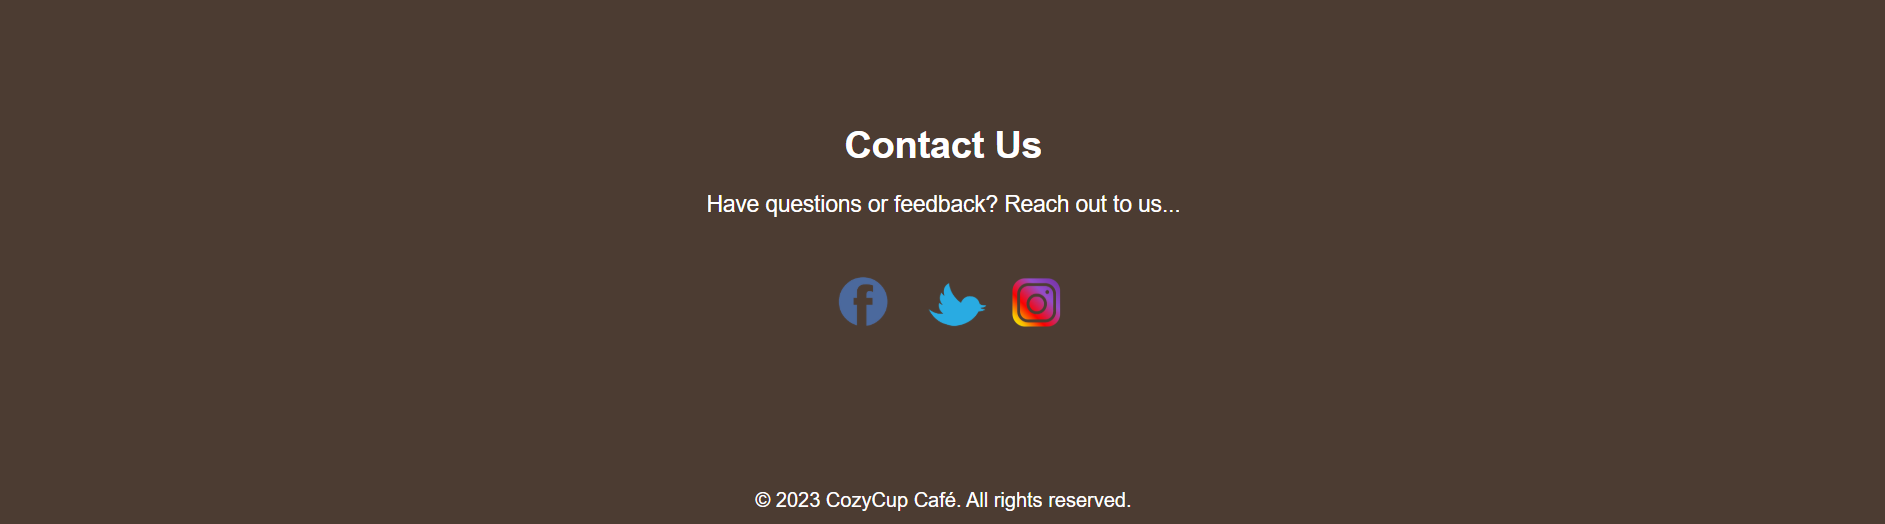 Contact Us
Have questions or feedback? Reach out to us...
© 2023 CozyCup Café. All rights reserved.